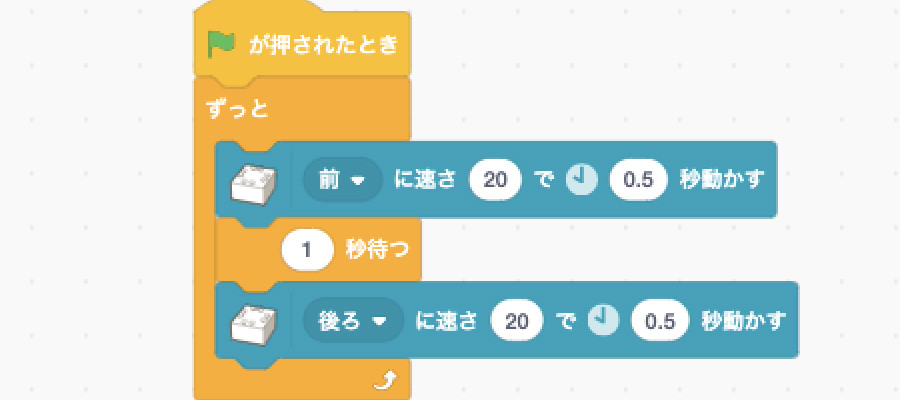 が押されたとき
ずっと
前 に速さ 20 で 0.5 秒動かす
1 秒待つ
後ろ に速さ 20 で 0.5 秒動かす